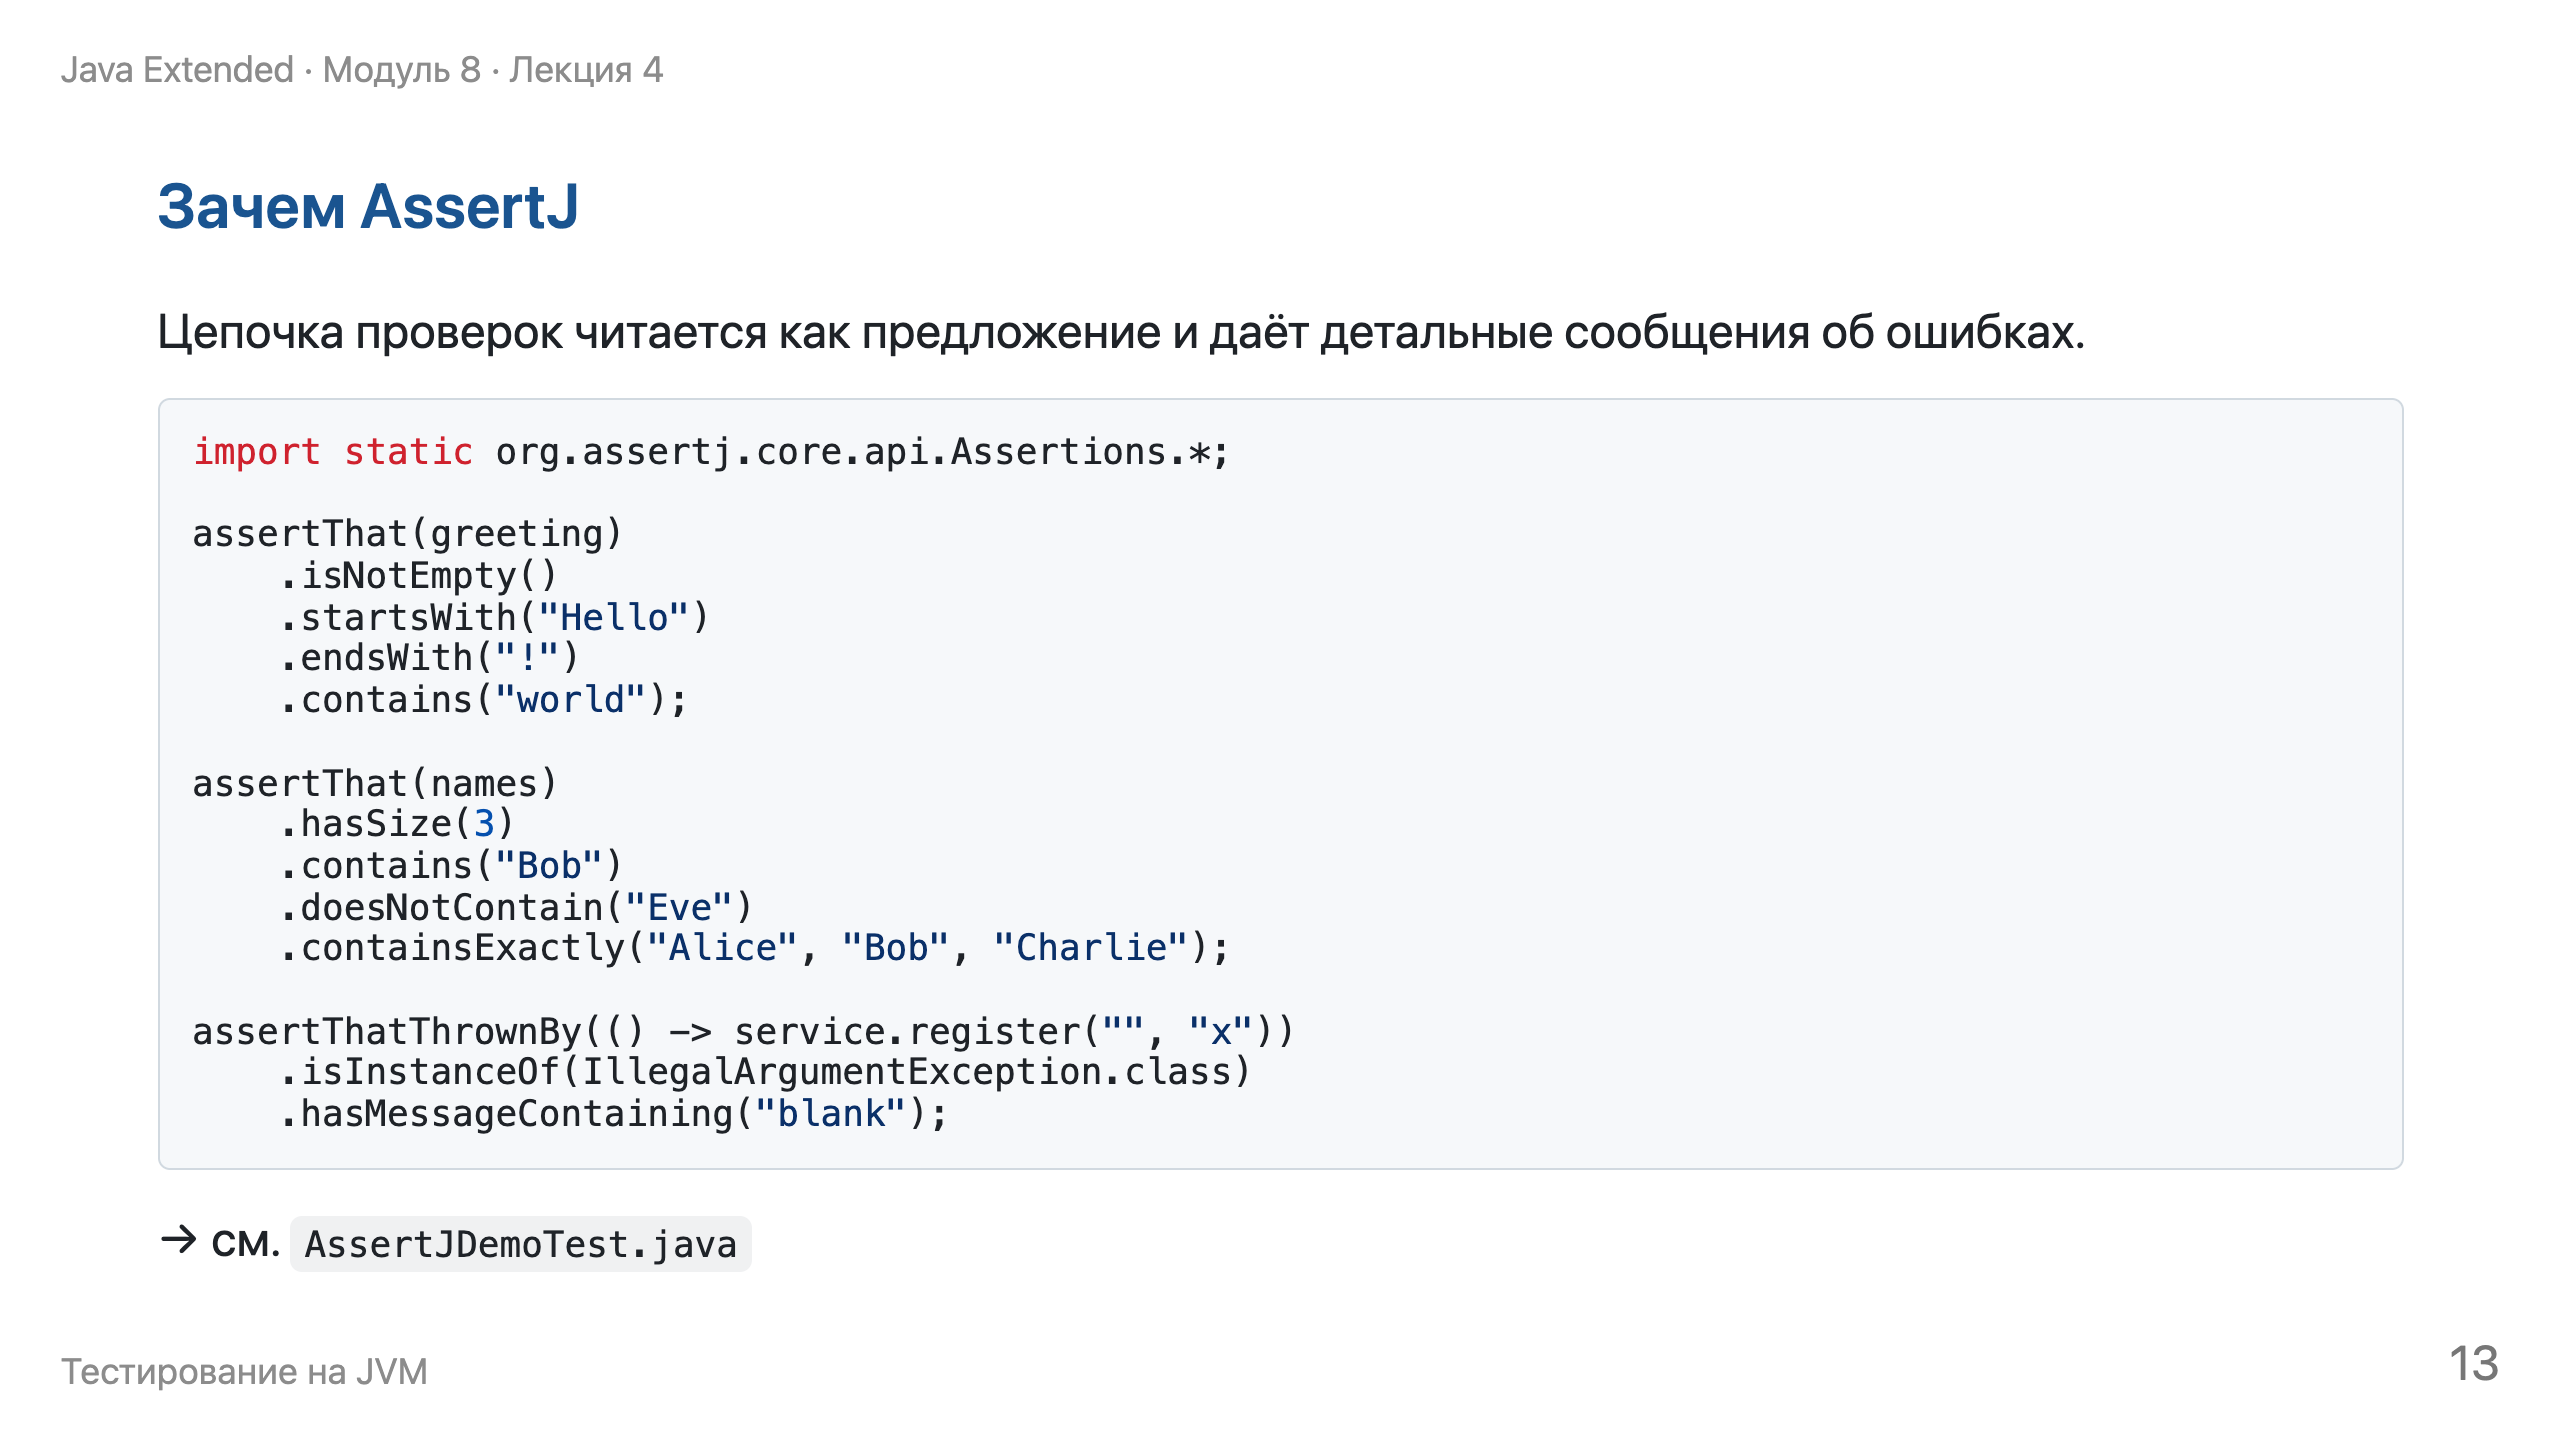 Java Extended · Модуль 8 · Лекция 4
Зачем AssertJ
Цепочка проверок читается как предложение и даёт детальные сообщения об ошибках.
import static org.assertj.core.api.Assertions.*;
assertThat(greeting)
    .isNotEmpty()
    .startsWith("Hello")
    .endsWith("!")
    .contains("world");
assertThat(names)
    .hasSize(3)
    .contains("Bob")
    .doesNotContain("Eve")
    .containsExactly("Alice", "Bob", "Charlie");
assertThatThrownBy(() -> service.register("", "x"))
    .isInstanceOf(IllegalArgumentException.class)
    .hasMessageContaining("blank");
→ см. AssertJDemoTest.java
Тестирование на JVM
13